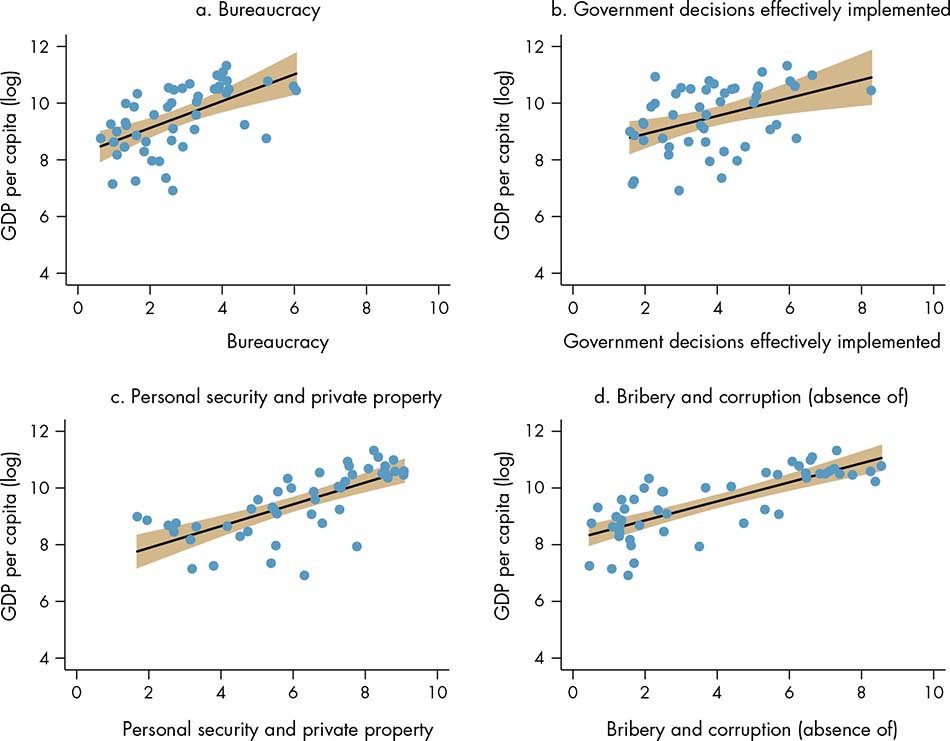 a. Bureaucracy
GDP per capita (log)
12
10
8
6
4
0 2 4 6 8 10
Bureaucracy
b. Government decisions effectively implemented
GDP per capita (log)
12
10
8
6
4
0 2 4 6 8 10
Government decisions effectively implemented
c. Personal security and private property
GDP per capita (log)
12
10
8
6
4
0 2 4 6 8 10
Personal security and private property
d. Bribery and corruption (absence of)
GDP per capita (log)
12
10
8
6
4
0 2 4 6 8 10
Bribery and corruption (absence of)